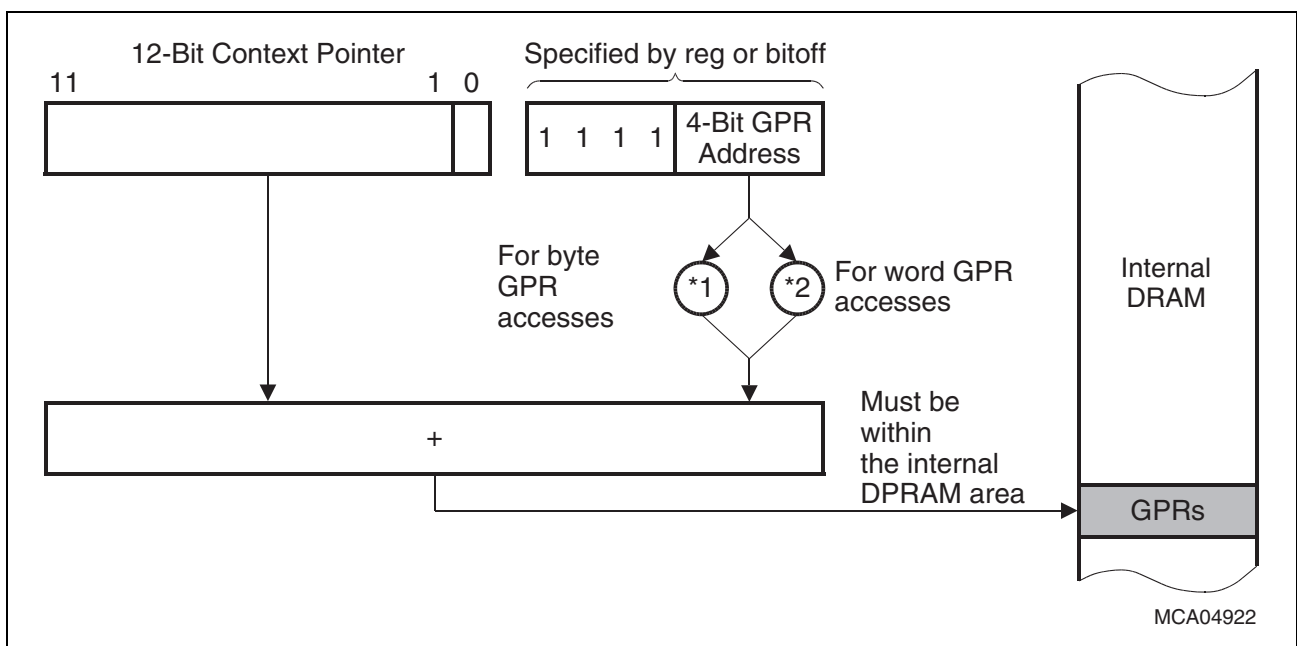 12-Bit Context Pointer
11 1 0
Specified by reg or bitoff
1 1 1 1
4-Bit GPR
Address
For byte
GPR
accesses
*1
*2
For word GPR
accesses
Internal
DRAM
+
Must be
within
the internal
DPRAM area
GPRs
MCA04922